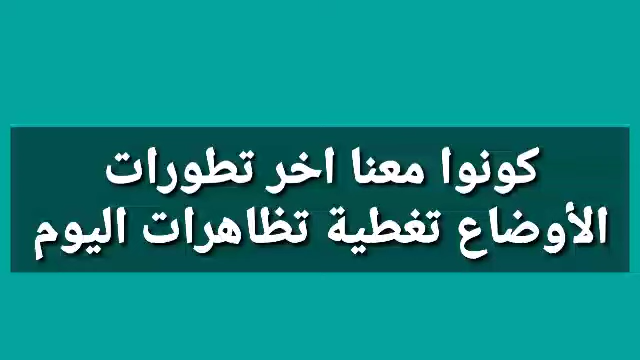 كونوا معنا اخر تطورات
الأوضاع تغطية تظاهرات اليوم